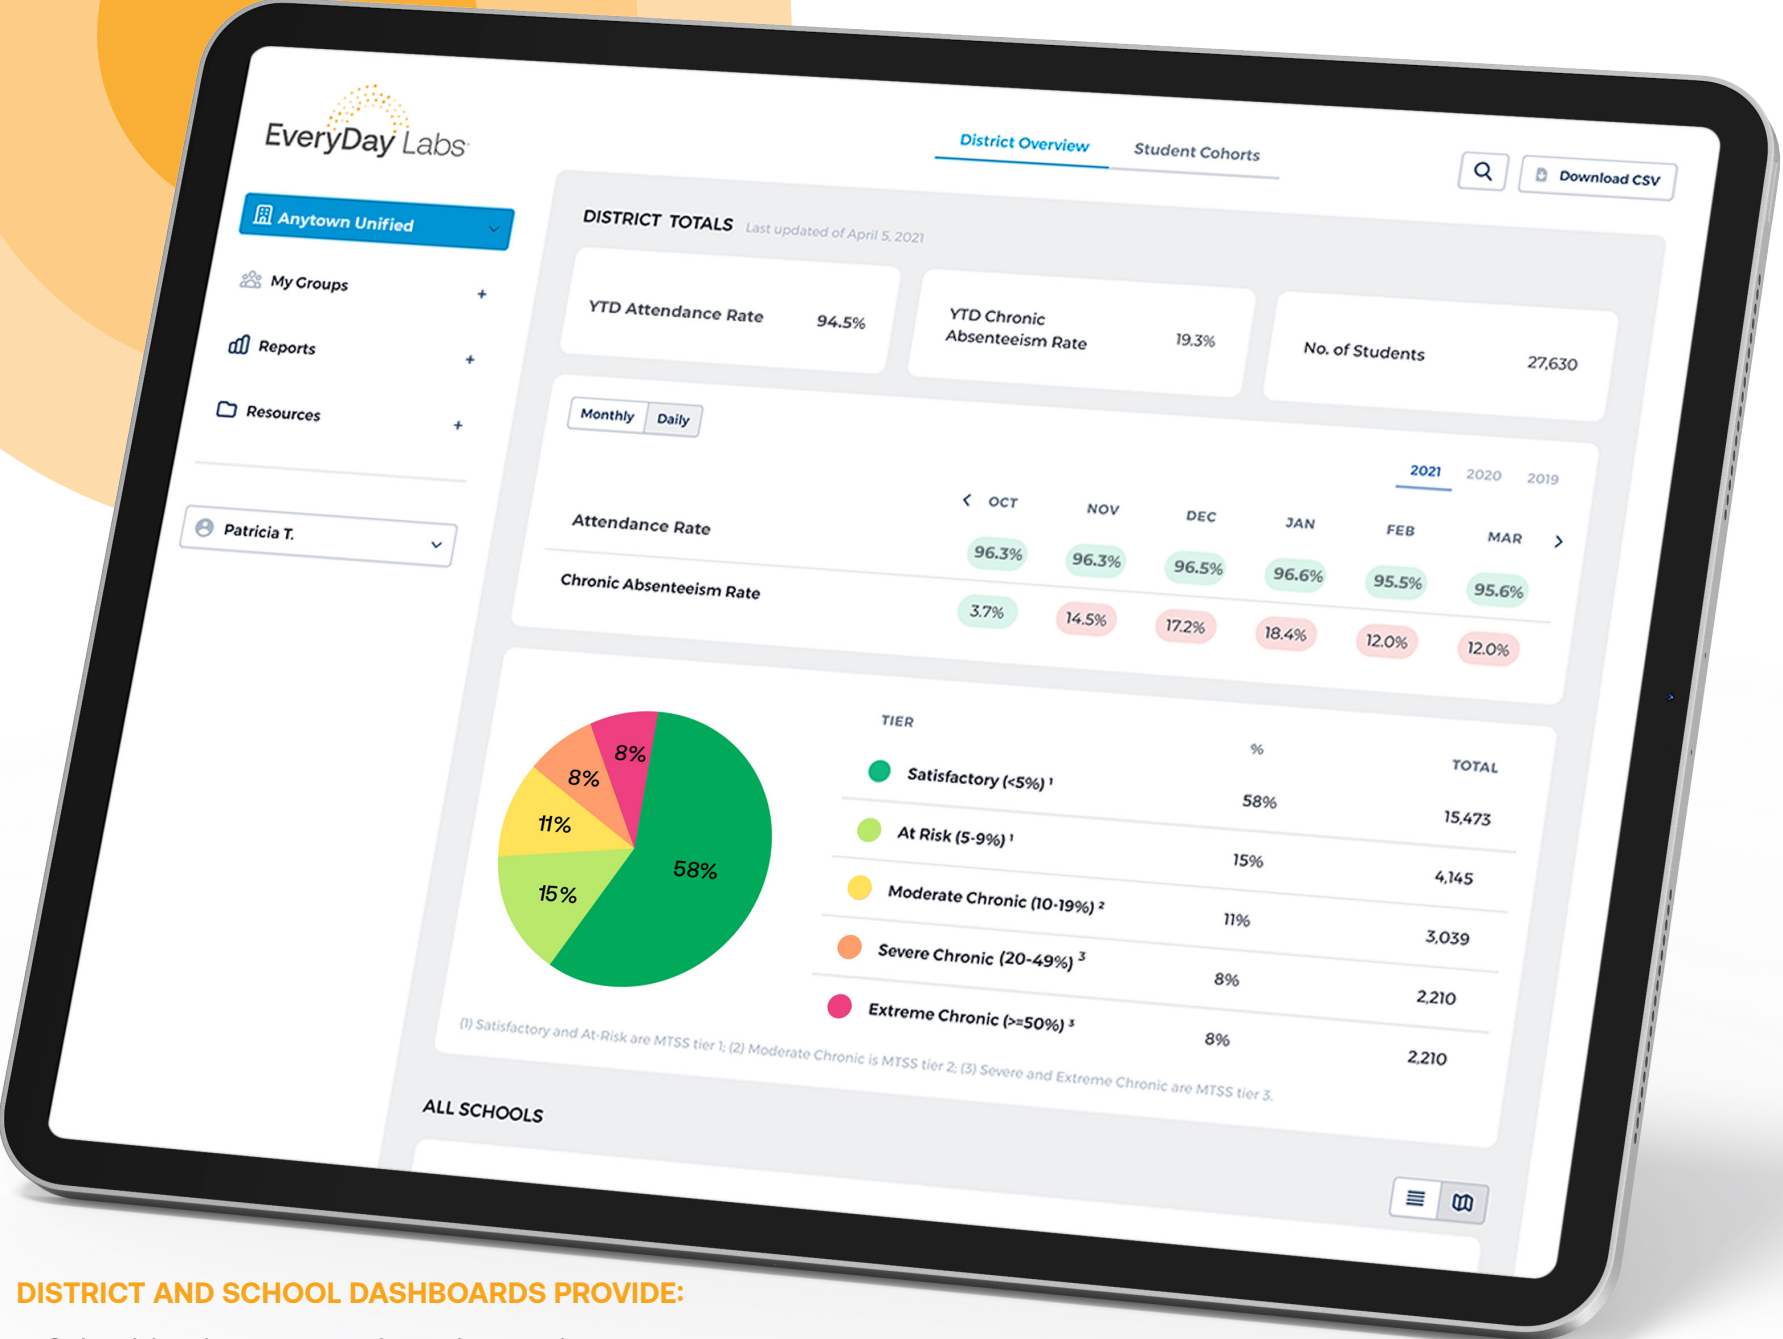 EveryDay Labs
District Overview Student Cohorts
Download CSV
Anytown Unified
My Groups +
Reports +
Resources +
Patricia T.
DISTRICT TOTALS Last updated of April 5, 2021
YTD Attendance Rate 94.5%
YTD Chronic
Absenteeism Rate 19.3%
No. of Students 27,630
Monthly Daily
2021 2020 2019
< OCT NOV DEC JAN FEB MAR >
Attendance Rate 96.3% 96.3% 96.5% 96.6% 95.5% 95.6%
Chronic Absenteeism Rate 3.7% 14.5% 17.2% 18.4% 12.0% 12.0%
8%
8%
11%
15%
58%
TIER % TOTAL
Satisfactory (<5%) ¹ 58% 15,473
At Risk (5-9%) ¹ 15% 4,145
Moderate Chronic (10-19%) ² 11% 3,039
Severe Chronic (20-49%) ³ 8% 2,210
Extreme Chronic (>=50%) ³ 8% 2,210
(1) Satisfactory and At-Risk are MTSS tier 1; (2) Moderate Chronic is MTSS tier 2; (3) Severe and Extreme Chronic are MTSS tier 3.
ALL SCHOOLS
DISTRICT AND SCHOOL DASHBOARDS PROVIDE: